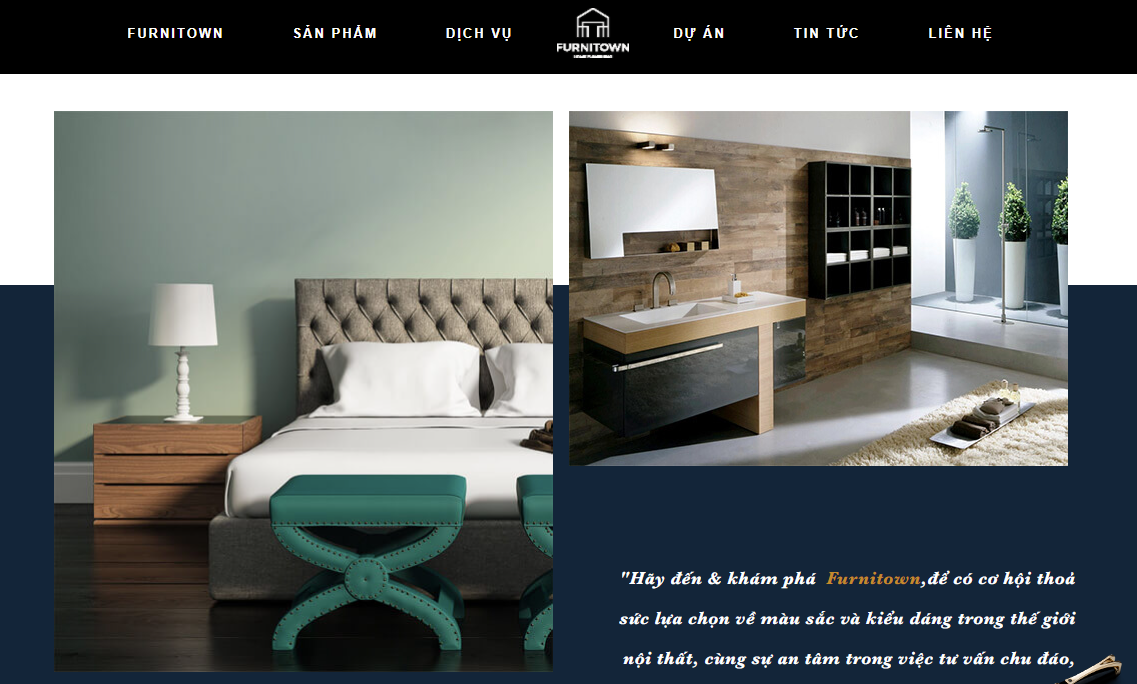 FURNITOWN
SẢN PHẨM
DỊCH VỤ
FURNITOWN
DỰ ÁN
TIN TỨC
LIÊN HỆ
"Hãy đến & khám phá Furnitown,để có cơ hội thoả
sức lựa chọn về màu sắc và kiểu dáng trong thế giới
nội thất, cùng sự an tâm trong việc tư vấn chu đáo,